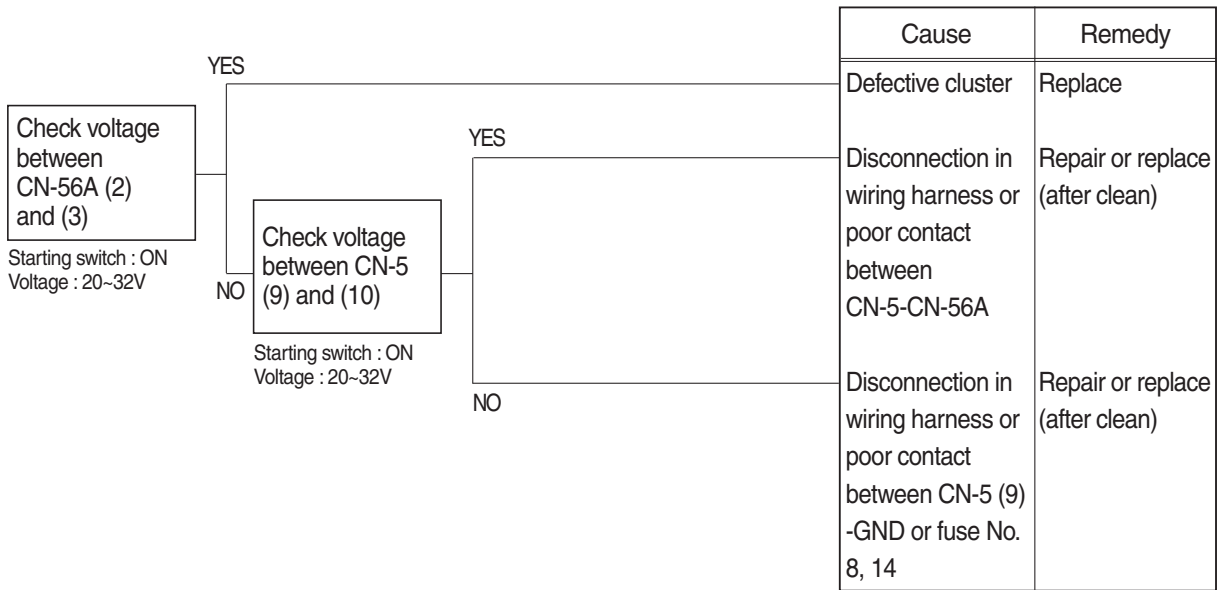 Cause
Remedy
YES
Defective cluster
Replace
Check voltage
between
CN-56A (2)
and (3)
Starting switch : ON
Voltage : 20~32V
YES
Disconnection in
wiring harness or
poor contact
between
CN-5-CN-56A
Repair or replace
(after clean)
NO
Check voltage
between CN-5
(9) and (10)
Starting switch : ON
Voltage : 20~32V
NO
Disconnection in
wiring harness or
poor contact
between CN-5 (9)
-GND or fuse No.
8, 14
Repair or replace
(after clean)